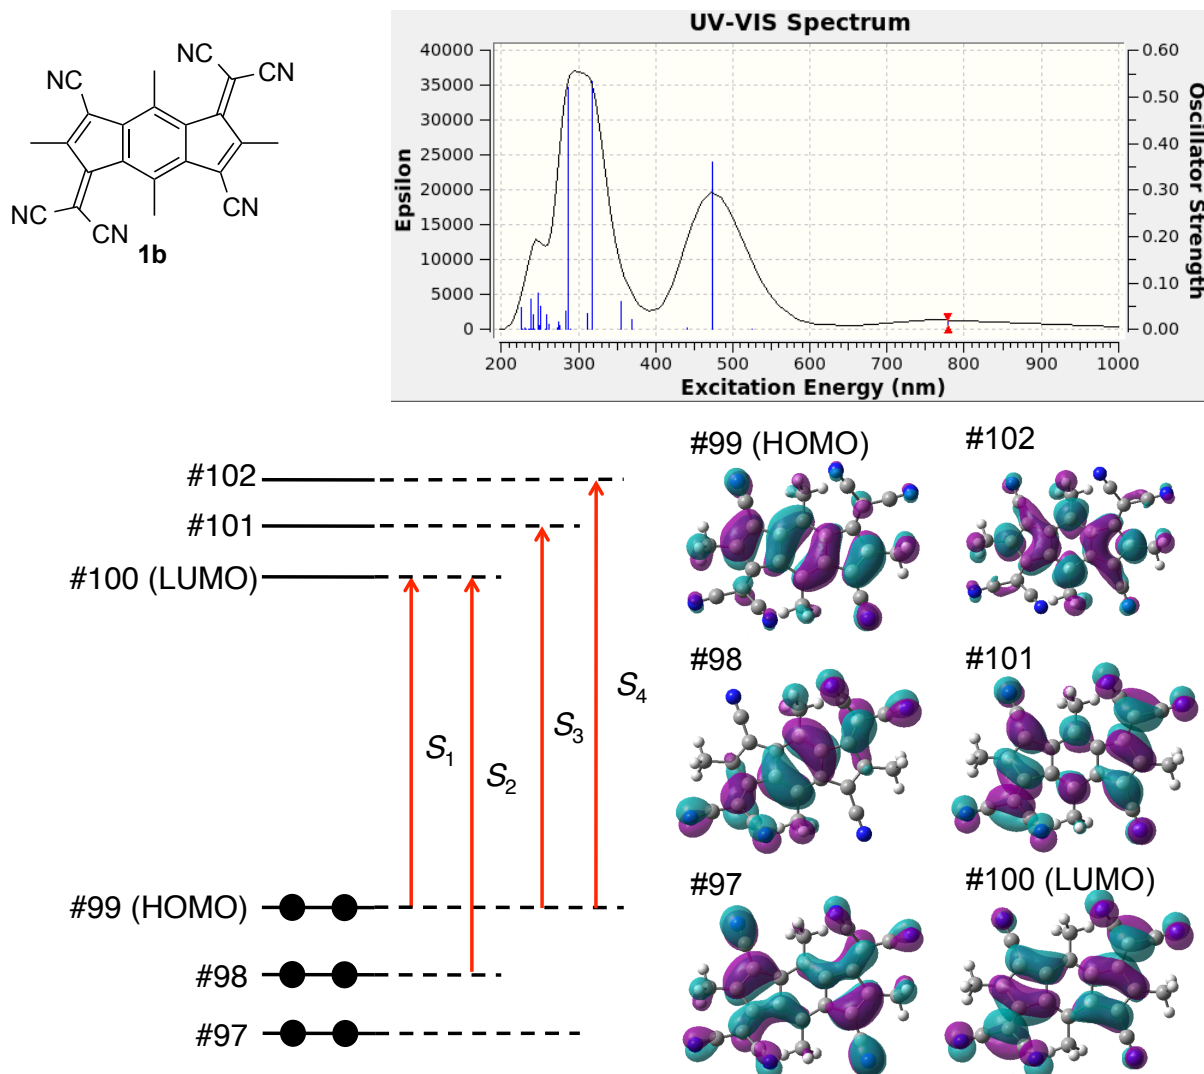 UV-VIS Spectrum
CN
NC
CN
NC
NC
CN
CN
1b
40000
35000
30000
25000
20000
15000
10000
5000
0
Epsilon
0.60
0.50
0.40
0.30
0.20
0.10
0.00
Oscillator Strength
200 300 400 500 600 700 800 900 1000
Excitation Energy (nm)
#102
#101
#100 (LUMO)
S1
S2
S3
S4
#99 (HOMO)
#98
#97
#99 (HOMO)
#102
#98
#101
#97
#100 (LUMO)